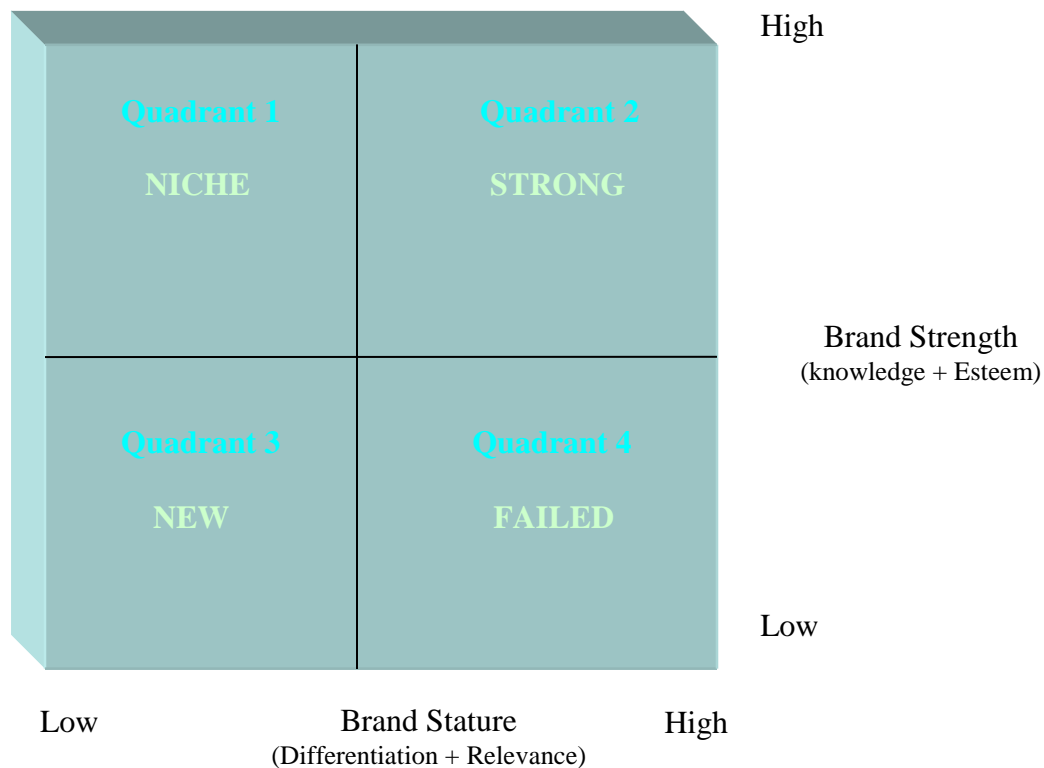 High
Quadrant 1
Quadrant 2
NICHE
STRONG
Brand Strength
(knowledge + Esteem)
Quadrant 3
Quadrant 4
NEW
FAILED
Low
Low
Brand Stature
High
(Differentiation + Relevance)